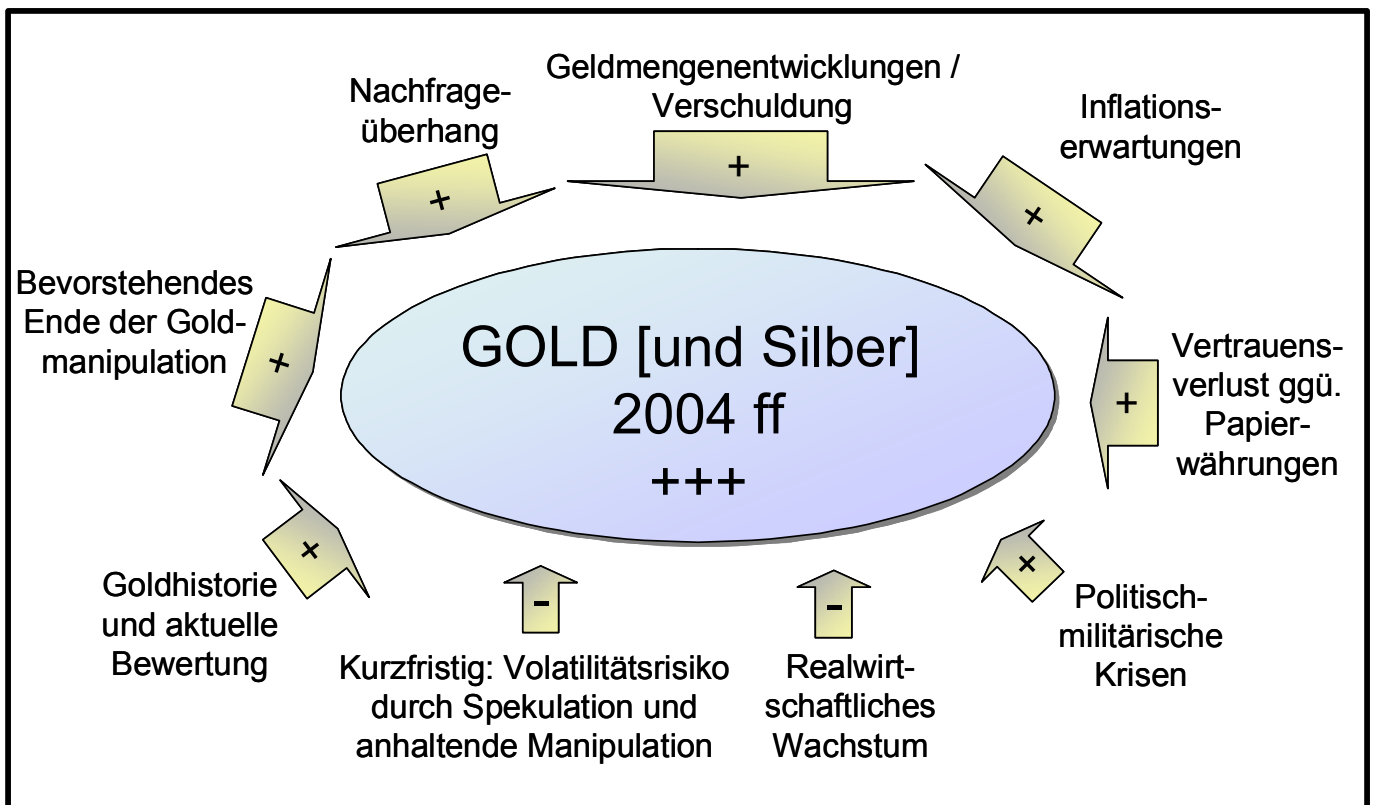 Geldmengenentwicklungen /
Verschuldung
+
Nachfrage-
überhang
+
Inflations-
erwartungen
+
Bevorstehendes
Ende der Gold-
manipulation
+
GOLD [und Silber]
2004 ff
+++
Vertrauens-
verlust ggü.
Papier-
währungen
+
Goldhistorie
und aktuelle
Bewertung
+
Kurzfristig: Volatilitätsrisiko
durch Spekulation und
anhaltende Manipulation
-
Realwirt-
schaftliches
Wachstum
-
Politisch-
militärische
Krisen
+